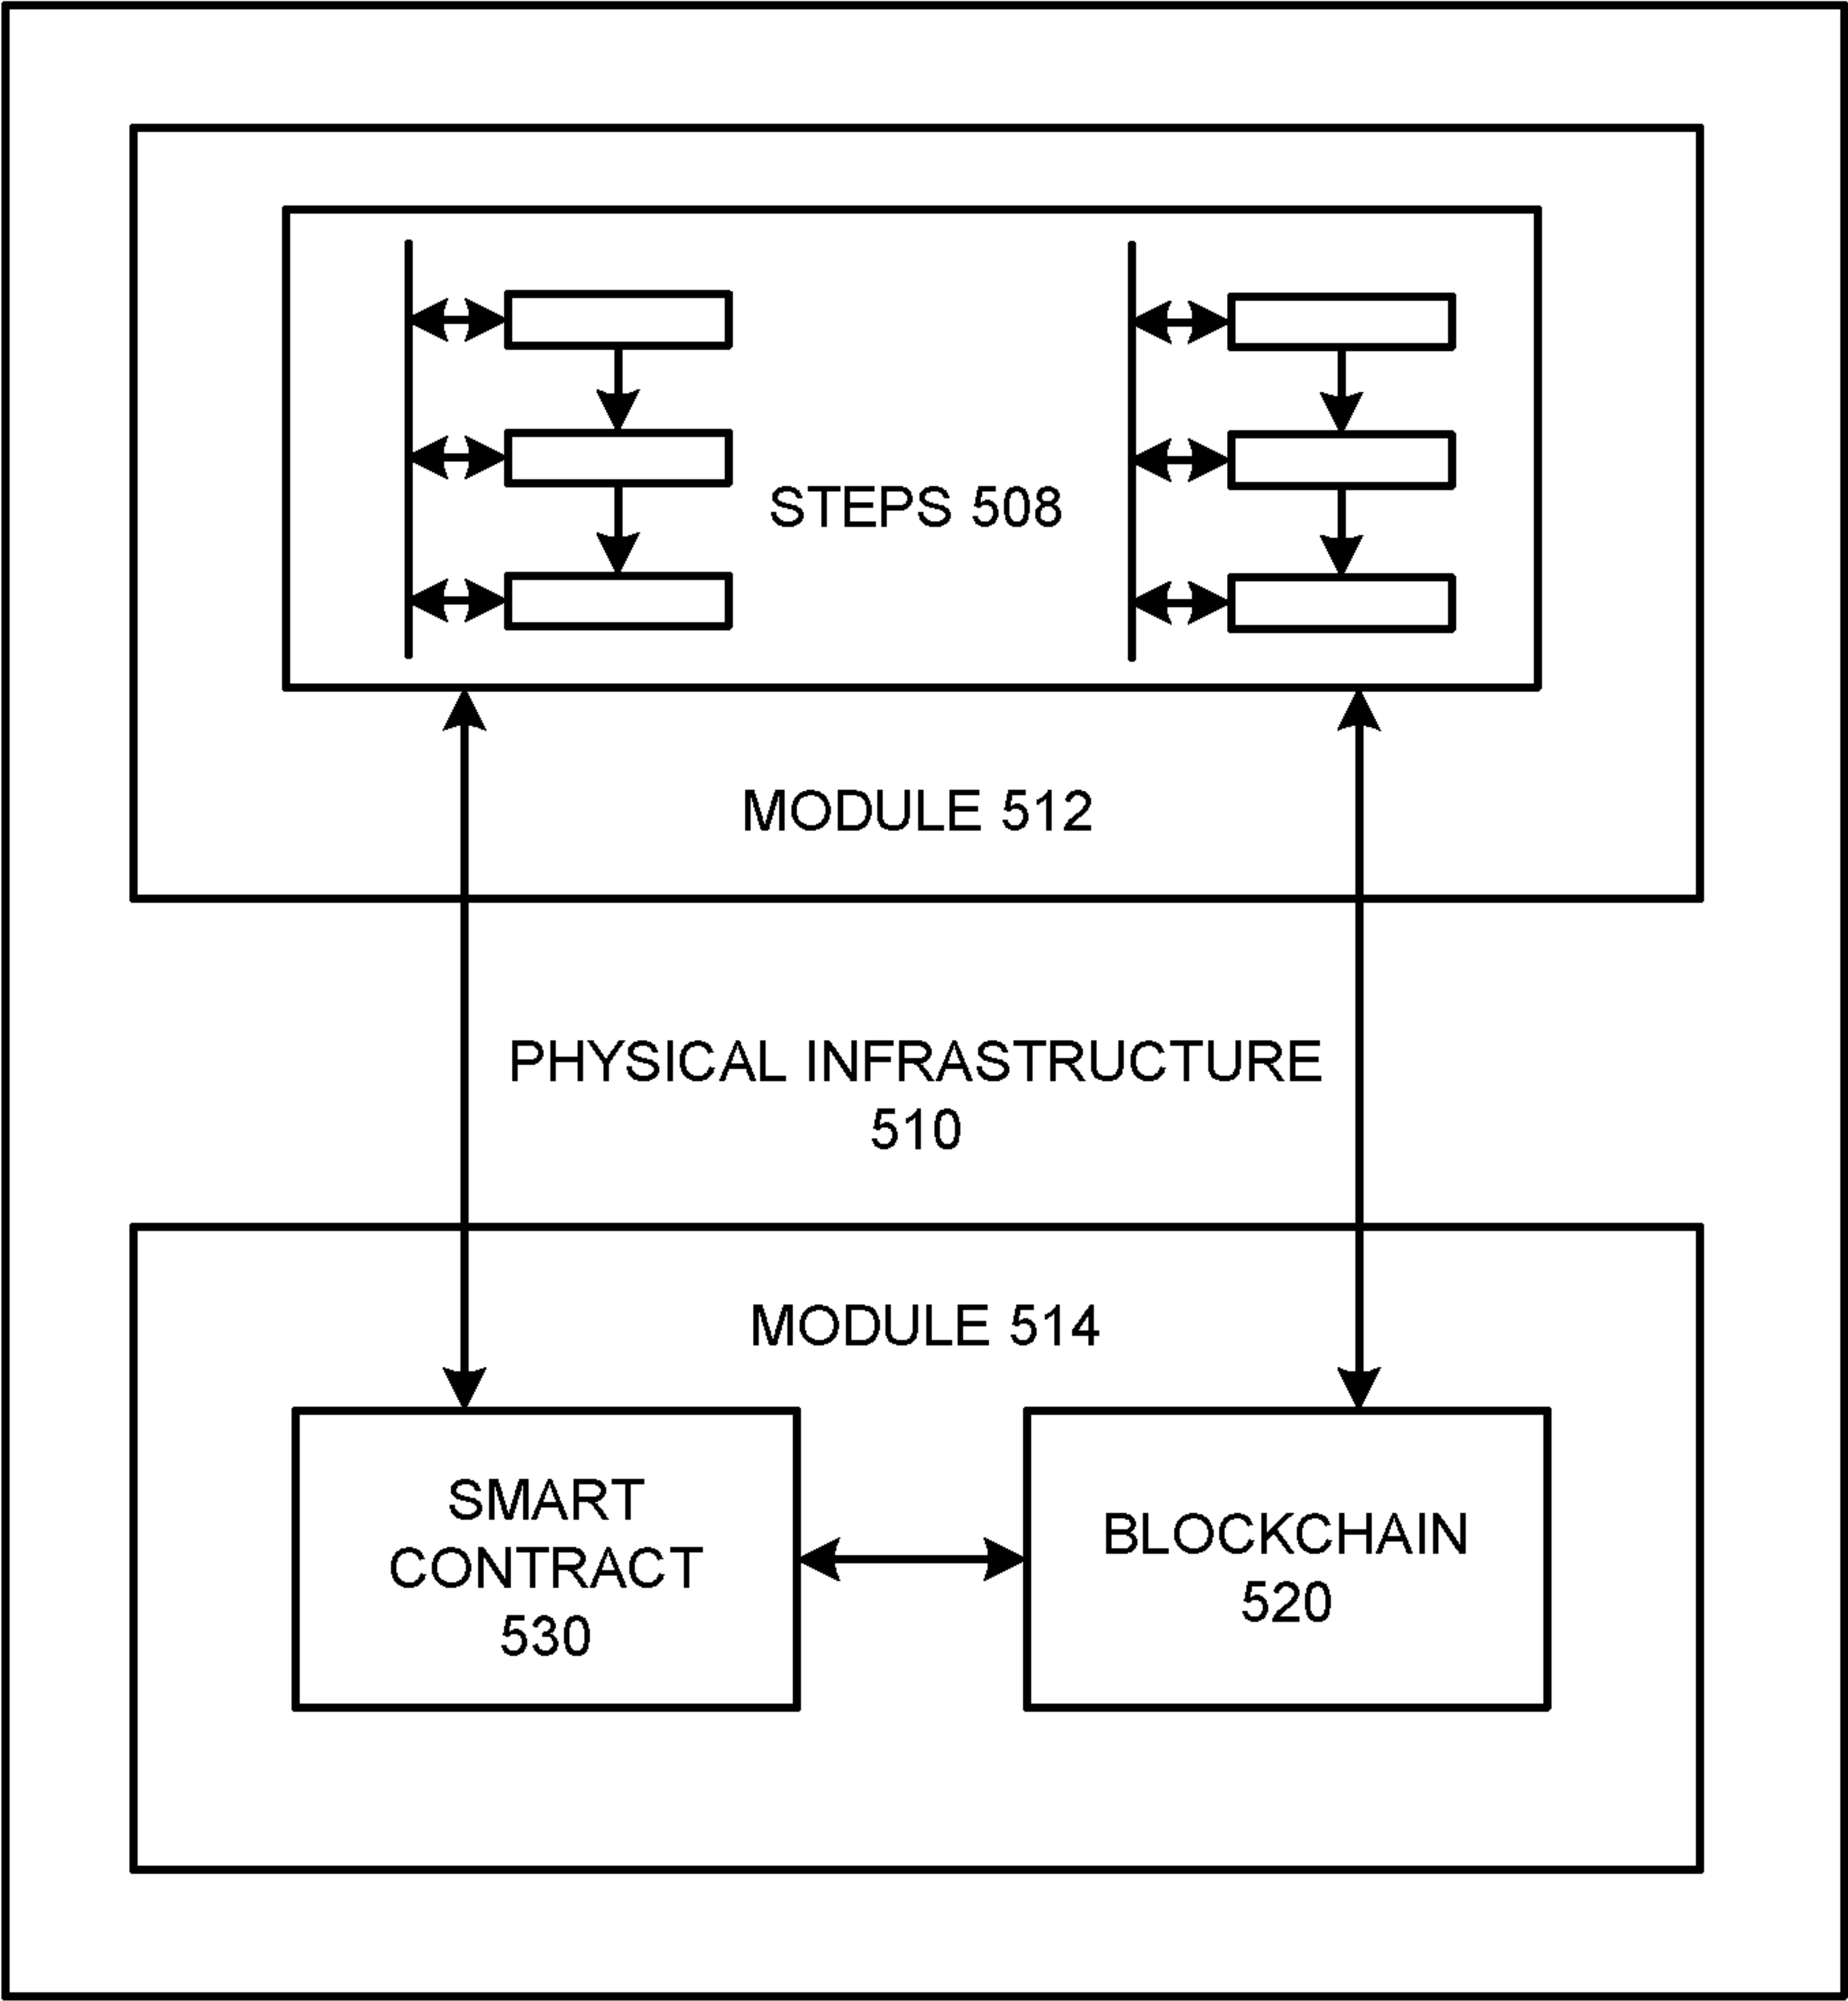 STEPS 508
MODULE 512
PHYSICAL INFRASTRUCTURE
510
MODULE 514
SMART
CONTRACT
530
BLOCKCHAIN
520